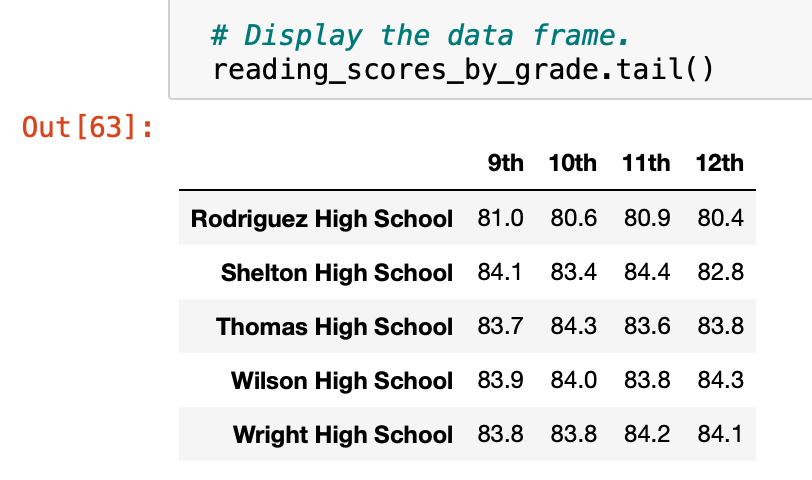 # Display the data frame.
reading_scores_by_grade.tail()
Out[63]:
9th 10th 11th 12th
Rodriguez High School 81.0 80.6 80.9 80.4
Shelton High School 84.1 83.4 84.4 82.8
Thomas High School 83.7 84.3 83.6 83.8
Wilson High School 83.9 84.0 83.8 84.3
Wright High School 83.8 83.8 84.2 84.1